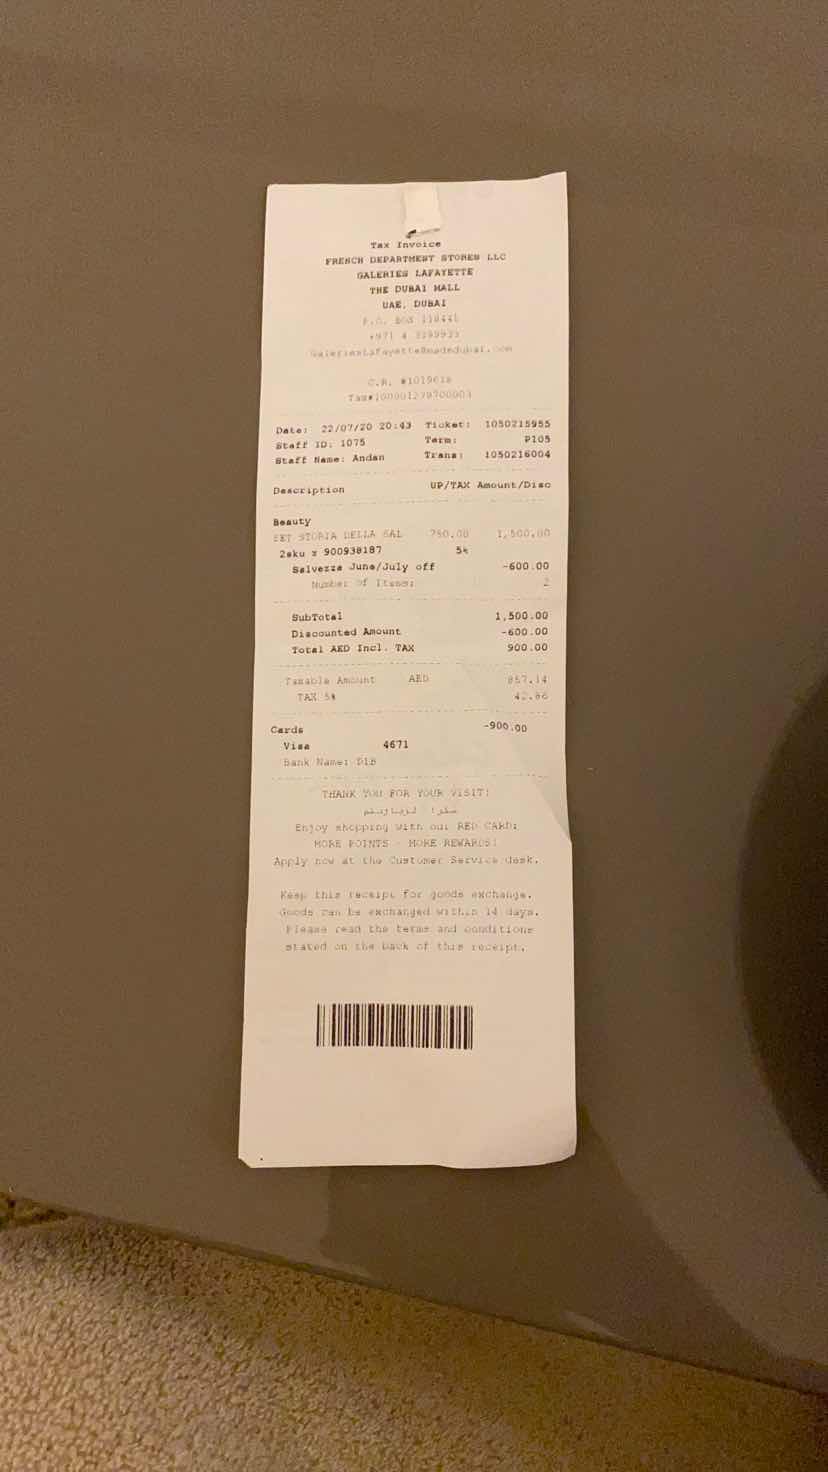 Tax Invoice
FRENCH DEPARTMENT STORES LLC
GALERIES LAFAYETTE
THE DUBAI MALL
UAE, DUBAI
P.O. BOX
+971 4 3399933
C.R. #1019618
Date: 22/07/20 20:43 Ticket: 1050215955
Staff ID: 1075 Term: P105
Staff Name: Andan Trans: 1050216004
Description UP/TAX Amount/Disc
Beauty
SET STORIA DELLA SAL 750.00 1,500.00
2sku x 900938187 5%
Salvezza June/July off -600.00
Number of Items: 2
SubTotal 1,500.00
Discounted Amount -600.00
Total AED Incl. TAX 900.00
Taxable Amount AED 857.14
TAX 5% 42.86
Cards -900.00
Visa 4671
Bank Name: DIB
THANK YOU FOR YOUR VISIT!
شكرا لزيارتكم
Enjoy shopping with our RED CARD:
MORE POINTS - MORE REWARDS!
Apply now at the Customer Service desk.
Keep this receipt for goods exchange.
Goods can be exchanged within 14 days.
Please read the terms and conditions
stated on the back of this receipt.